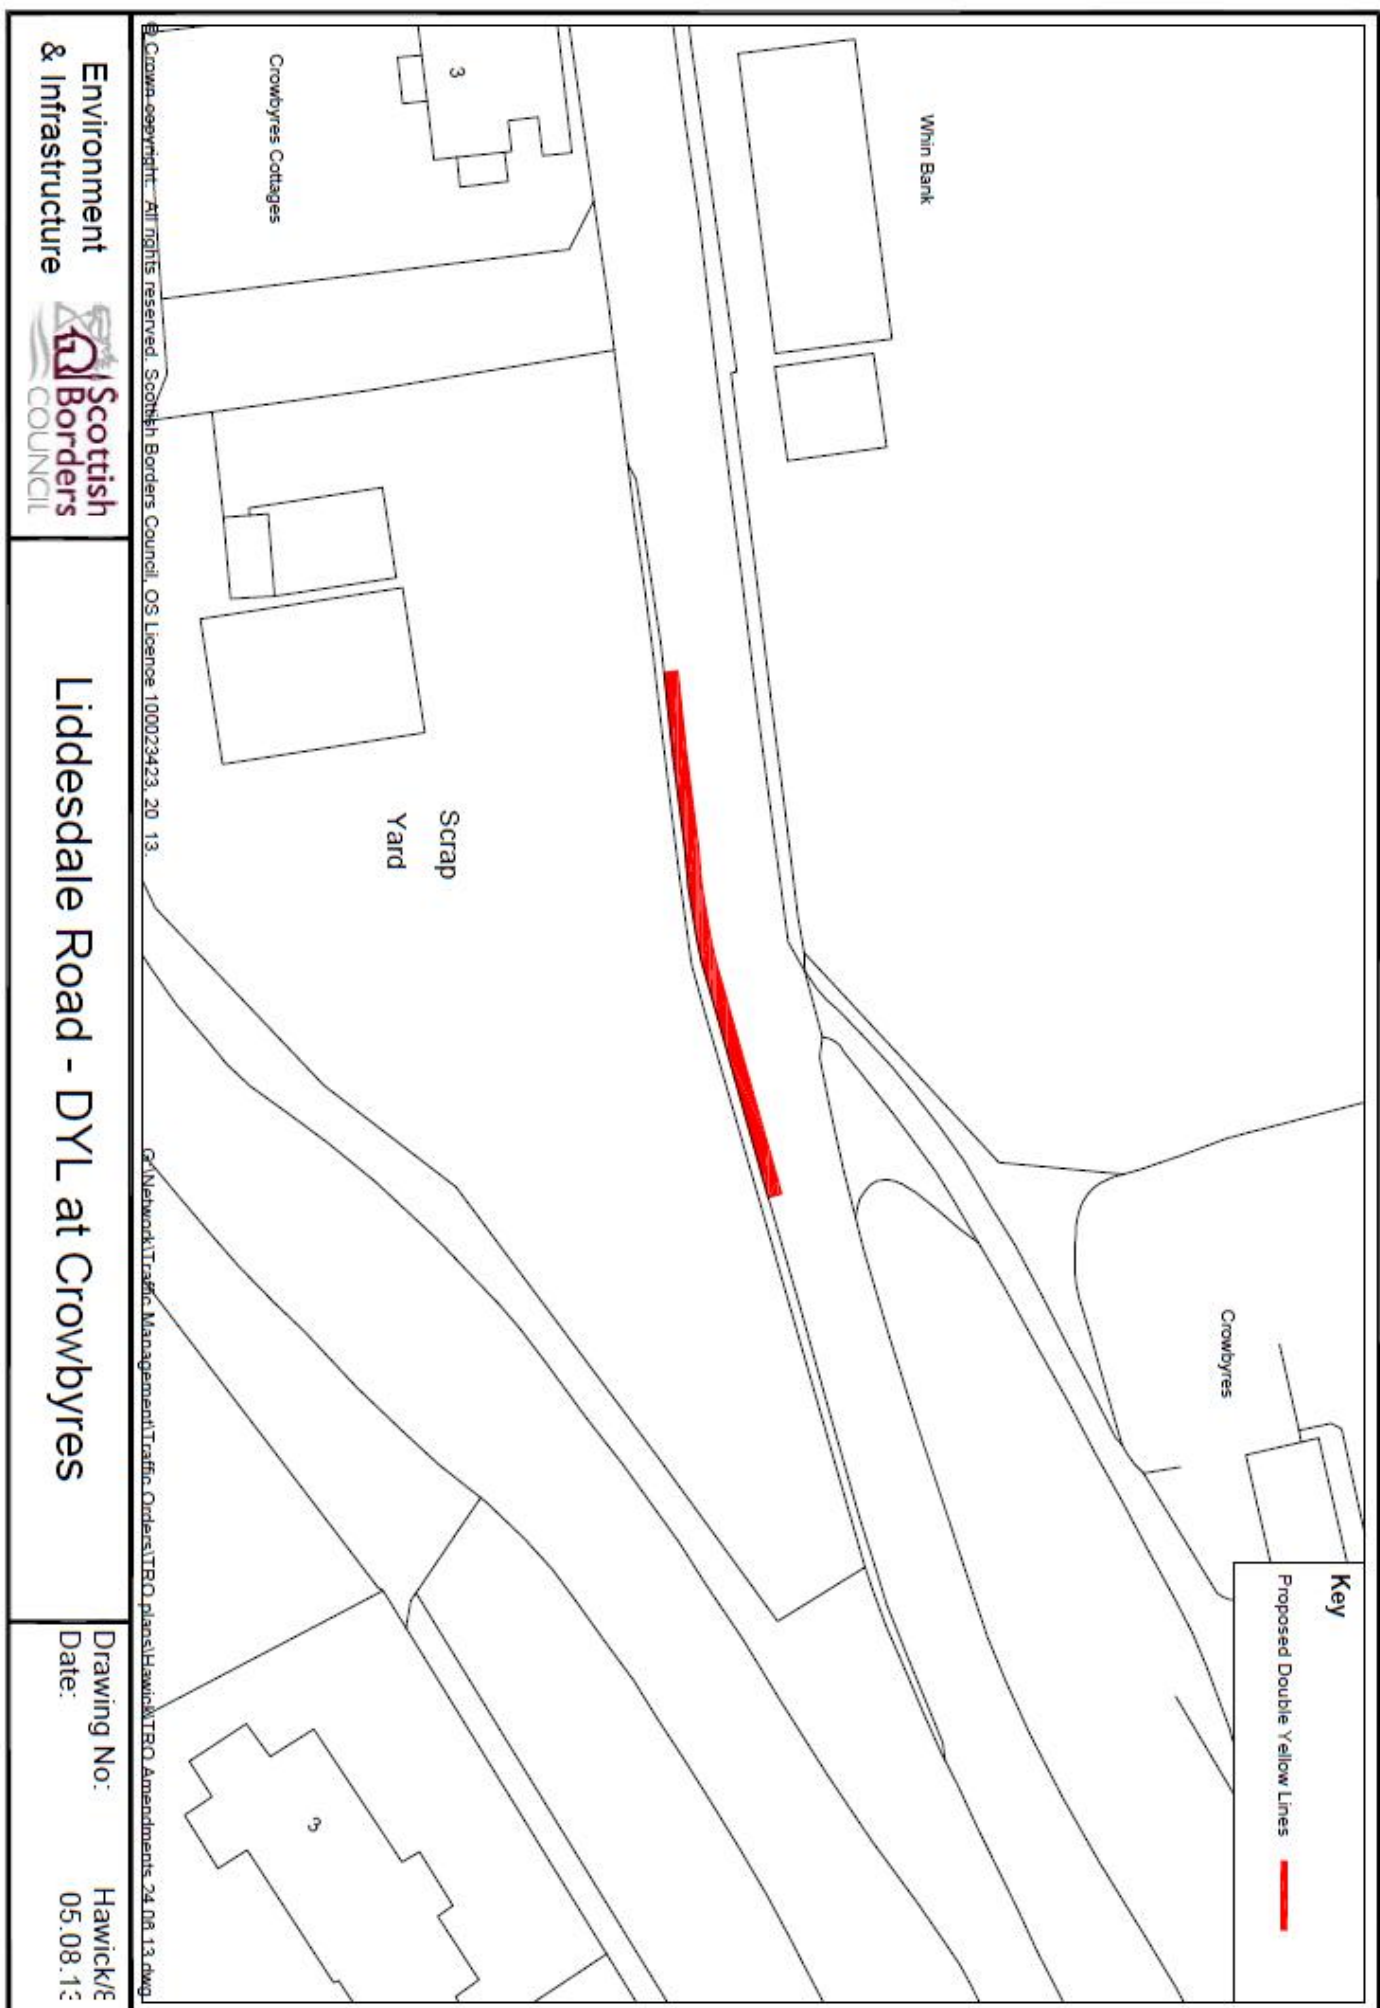 Key
Proposed Double Yellow Lines
Whin Bank
Crowbyres
3
Crowbyres Cottages
Scrap
Yard
3
© Crown copyright. All rights reserved. Scottish Borders Council, OS Licence 100023423, 20 13.
G:\Network\Traffic Management\Traffic Orders\TRO plans\Hawick\TRO Amendments 24.06.13.dwg
Environment
& Infrastructure
Scottish
Borders
COUNCIL
Liddesdale Road - DYL at Crowbyres
Drawing No:
Date: 05.08.13